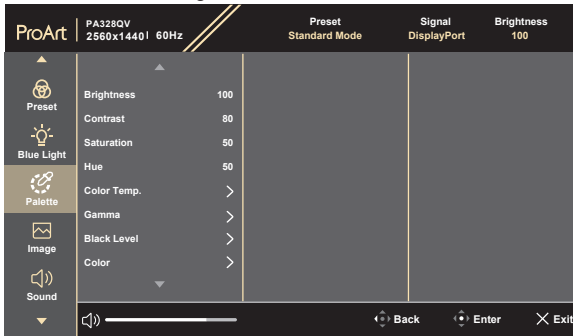 ProArt
PA328QV
2560x1440 60Hz
Preset
Standard Mode
Signal
DisplayPort
Brightness
100
Preset
Blue Light
Palette
Image
Sound
Brightness 100
Contrast 80
Saturation 50
Hue 50
Color Temp.
Gamma
Black Level
Color
Back
Enter
Exit